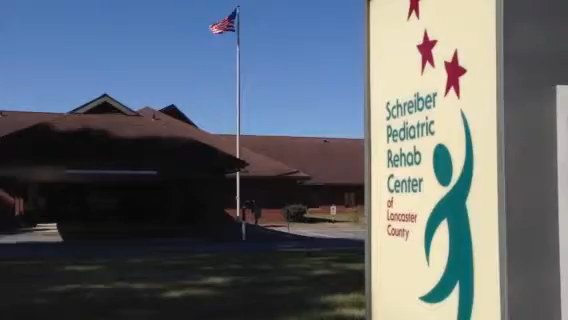 Schreiber
Pediatric
Rehab
Center
of
Lancaster
County